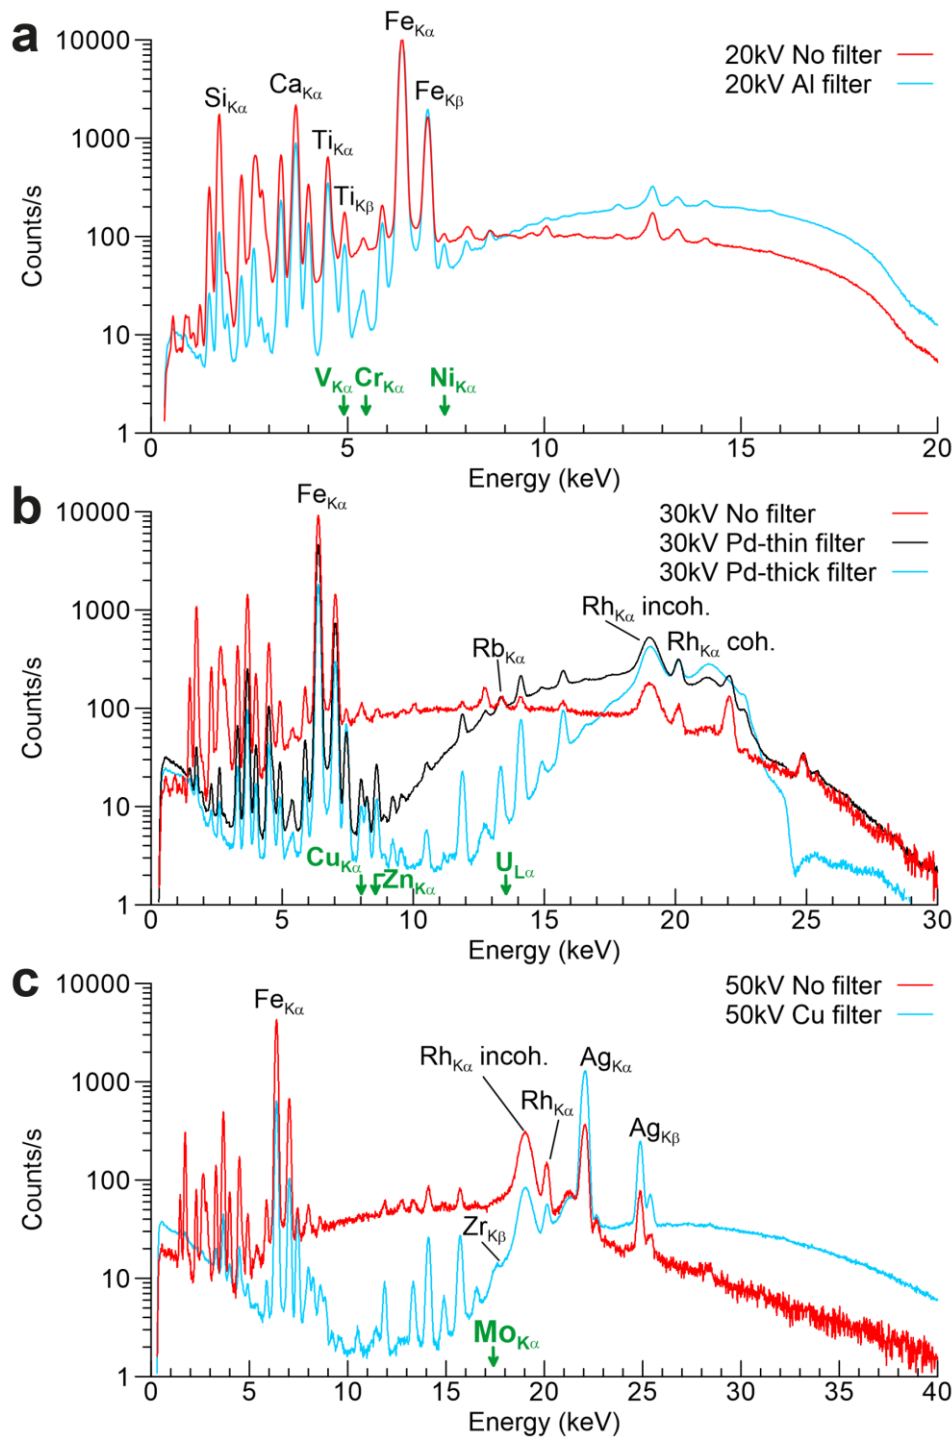 a
20kV No filter
20kV Al filter
Counts/s
10000
1000
100
10
1
SiKα
CaKα
TiKα
TiKβ
FeKα
FeKβ
VKα
CrKα
NiKα
0 5 10 15 20
Energy (keV)
b
30kV No filter
30kV Pd-thin filter
30kV Pd-thick filter
Counts/s
10000
1000
100
10
1
FeKα
RbKα
RhKα incoh.
RhKα coh.
CuKα
ZnKα
ULα
0 5 10 15 20 25 30
Energy (keV)
c
50kV No filter
50kV Cu filter
Counts/s
10000
1000
100
10
1
FeKα
RhKα incoh.
RhKα
AgKα
AgKβ
ZrKβ
MoKα
0 5 10 15 20 25 30 35 40
Energy (keV)